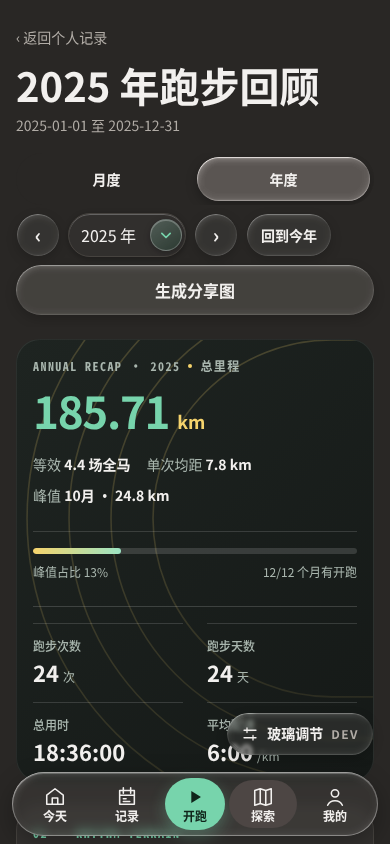 ‹ 返回个人记录
2025 年跑步回顾
2025-01-01 至 2025-12-31
月度 年度
‹ 2025 年 › 回到今年
生成分享图
ANNUAL RECAP • 2025 • 总里程
185.71 km
等效 4.4 场全马 单次均距 7.8 km
峰值 10月 • 24.8 km
峰值占比 13% 12/12 个月有开跑
跑步次数 跑步天数
24 次 24 天
总用时 平均
18:36:00 6:00 /km
玻璃调节 DEV
今天 记录 开跑 探索 我的